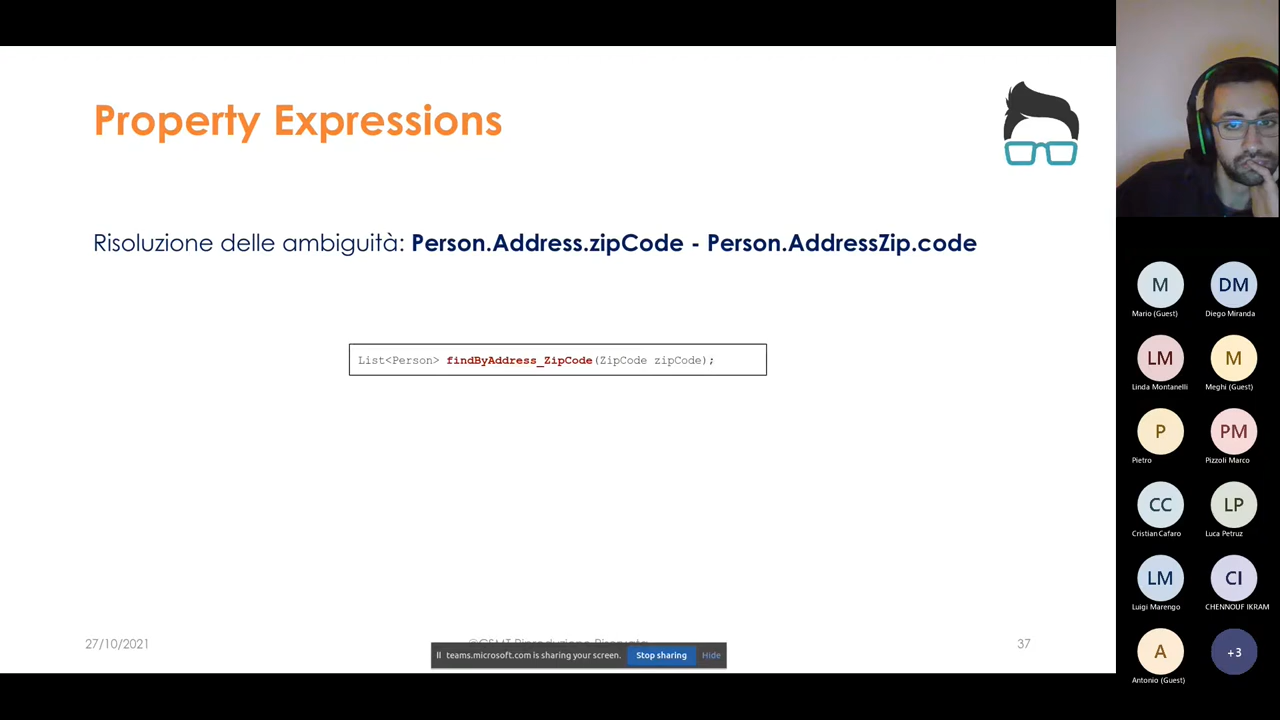 Property Expressions
Risoluzione delle ambiguità: Person.Address.zipCode - Person.AddressZip.code
List<Person> findByAddress_ZipCode(ZipCode zipCode);
27/10/2021
37
teams.microsoft.com is sharing your screen.
Stop sharing
Hide
M
Mario (Guest)
DM
Diego Miranda
LM
Linda Montanelli
M
Meghi (Guest)
P
Pietro
PM
Pizzoli Marco
CC
Cristian Cafaro
LP
Luca Petruz
LM
Luigi Marengo
CI
CHENNOUF IKRAM
A
Antonio (Guest)
+3